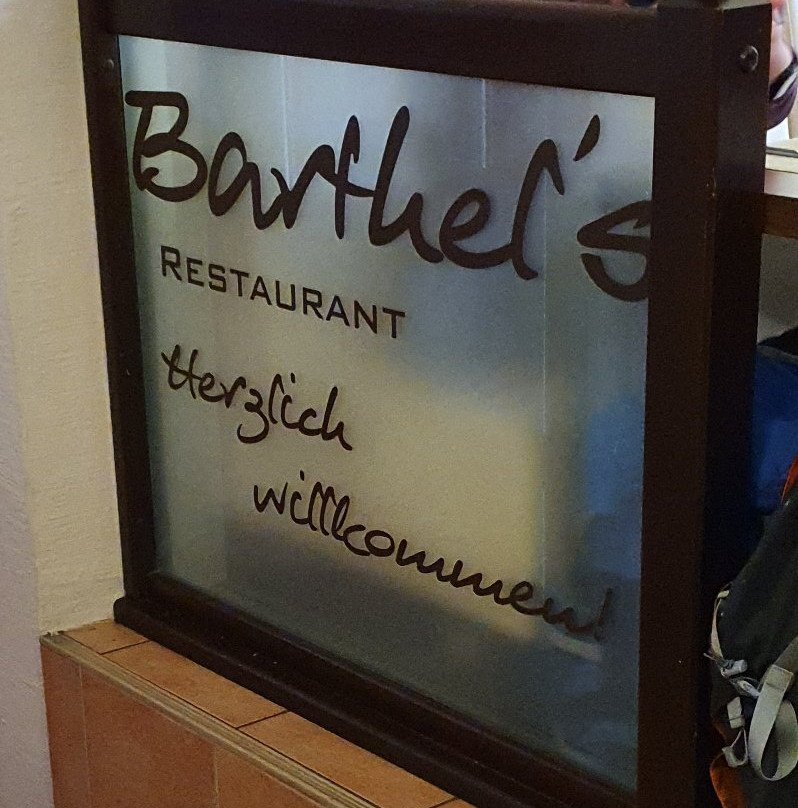 Barthel's
RESTAURANT
Herzlich
willkommen!